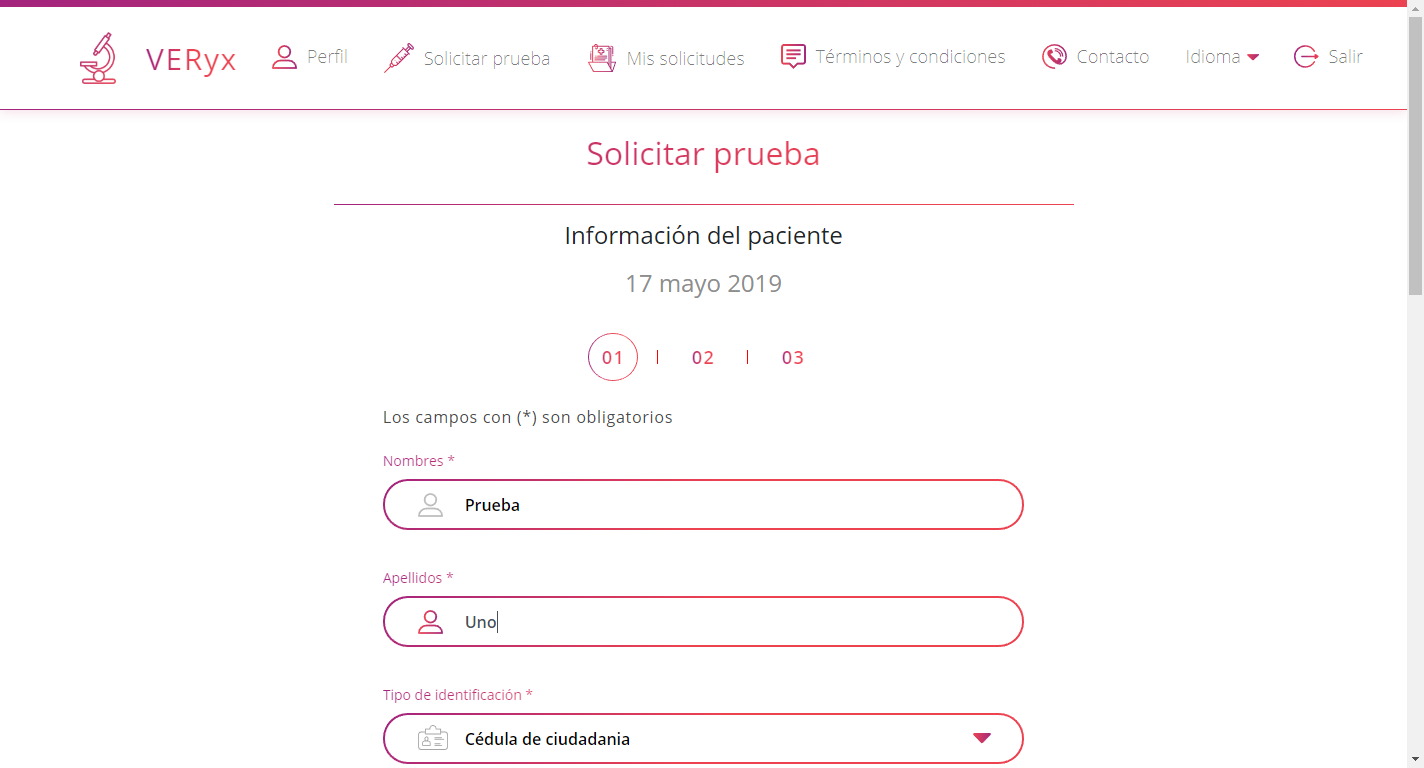 VERyx Perfil Solicitar prueba Mis solicitudes Términos y condiciones Contacto Idioma Salir
Solicitar prueba
Información del paciente
17 mayo 2019
01 | 02 | 03
Los campos con (*) son obligatorios
Nombres *
Prueba
Apellidos *
Uno
Tipo de identificación *
Cédula de ciudadania